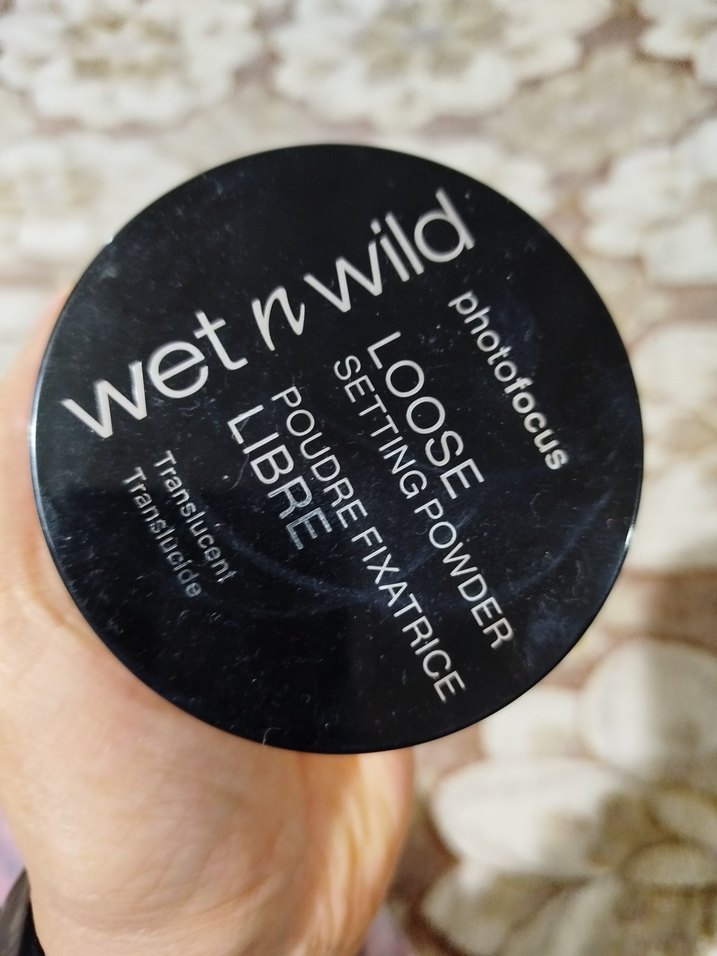 wet n wild
photofocus
LOOSE
SETTING POWDER
POUDRE FIXATRICE
LIBRE
Translucent
Translucide